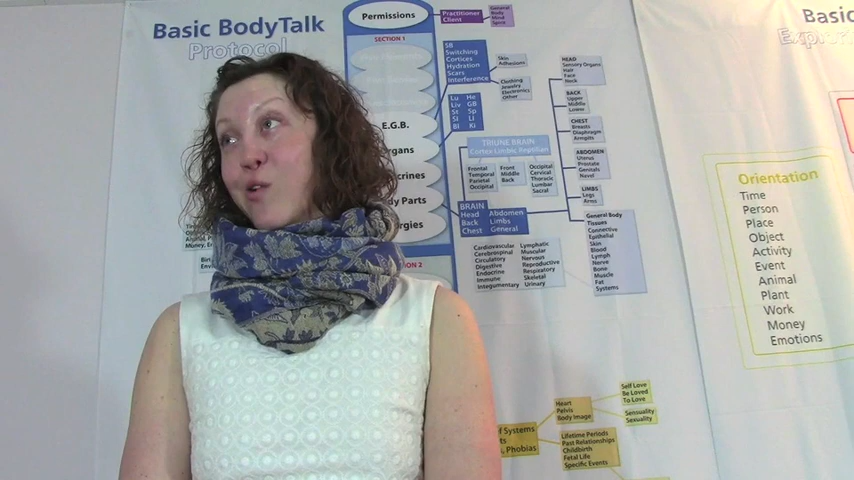 Basic BodyTalk
Protocol
Permissions
Practitioner
Client
General
Body
Mind
Spirit
SECTION 1
SB
Switching
Cortices
Hydration
Scars
Interference
Skin
Adhesions
Clothing
Jewelry
Electronics
Other
Lu He
Liv GB
St Sp
SI LI
Bl Ki
E.G.B.
TRIUNE BRAIN
Cortex Limbic Reptilian
Frontal
Temporal
Parietal
Occipital
Front
Middle
Back
Occipital
Cervical
Thoracic
Lumbar
Sacral
BRAIN
Head
Back
Chest
Abdomen
Limbs
General
HEAD
Sensory Organs
Hair
Face
Neck
BACK
Upper
Middle
Lower
CHEST
Breasts
Diaphragm
Armpits
ABDOMEN
Uterus
Prostate
Genitals
Navel
LIMBS
Legs
Arms
General Body
Tissues
Connective
Epithelial
Skin
Blood
Lymph
Nerve
Bone
Muscle
Fat
Systems
Cardiovascular
Cerebrospinal
Circulatory
Digestive
Endocrine
Immune
Integumentary
Lymphatic
Muscular
Nervous
Reproductive
Respiratory
Skeletal
Urinary
Parts
SECTION 2
of Systems
Phobias
Heart
Pelvis
Body Image
Self Love
Be Loved
To Love
Sensuality
Sexuality
Lifetime Periods
Past Relationships
Childbirth
Fetal Life
Specific Events
Basic
Orientation
Time
Person
Place
Object
Activity
Event
Animal
Plant
Work
Money
Emotions